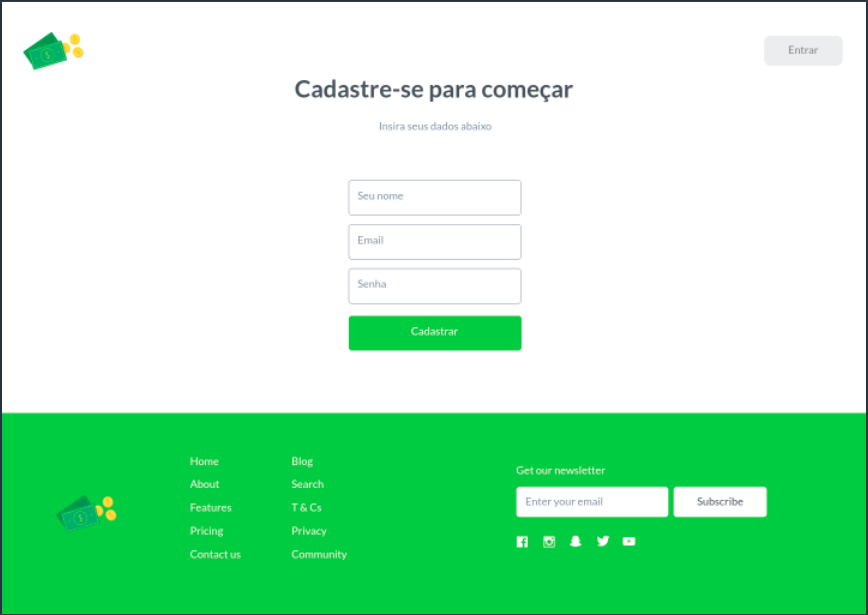 Entrar
Cadastre-se para começar
Insira seus dados abaixo
Seu nome
Email
Senha
Cadastrar
Home
About
Features
Pricing
Contact us
Blog
Search
T & Cs
Privacy
Community
Get our newsletter
Enter your email
Subscribe